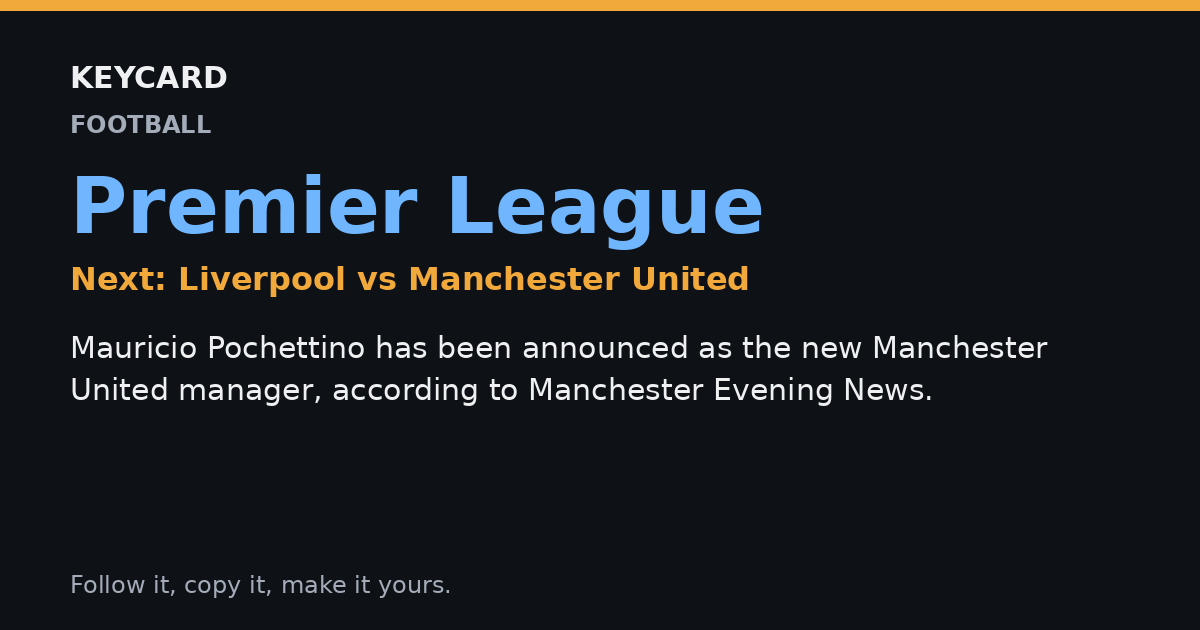 KEYCARD
FOOTBALL
Premier League
Next: Liverpool vs Manchester United
Mauricio Pochettino has been announced as the new Manchester
United manager, according to Manchester Evening News.
Follow it, copy it, make it yours.